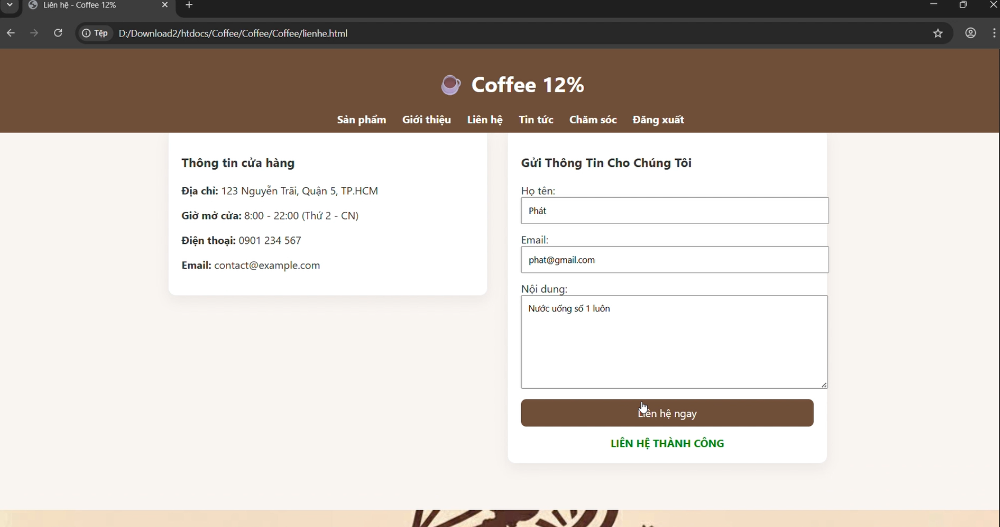 Liên hệ - Coffee 12%
Tệp D:/Download2/htdocs/Coffee/Coffee/Coffee/lienhe.html
Coffee 12%
Sản phẩm Giới thiệu Liên hệ Tin tức Chăm sóc Đăng xuất
Thông tin cửa hàng
Địa chỉ: 123 Nguyễn Trãi, Quận 5, TP.HCM
Giờ mở cửa: 8:00 - 22:00 (Thứ 2 - CN)
Điện thoại: 0901 234 567
Email: contact@example.com
Gửi Thông Tin Cho Chúng Tôi
Họ tên:
Phát
Email:
phat@gmail.com
Nội dung:
Nước uống số 1 luôn
Liên hệ ngay
LIÊN HỆ THÀNH CÔNG